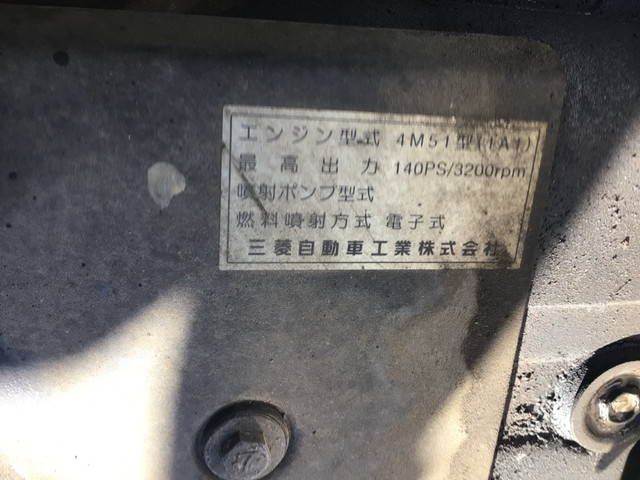 エンジン型式 4M51型(1A1)
最高出力 140PS/3200rpm
噴射ポンプ型式
燃料噴射方式 電子式
三菱自動車工業株式会社